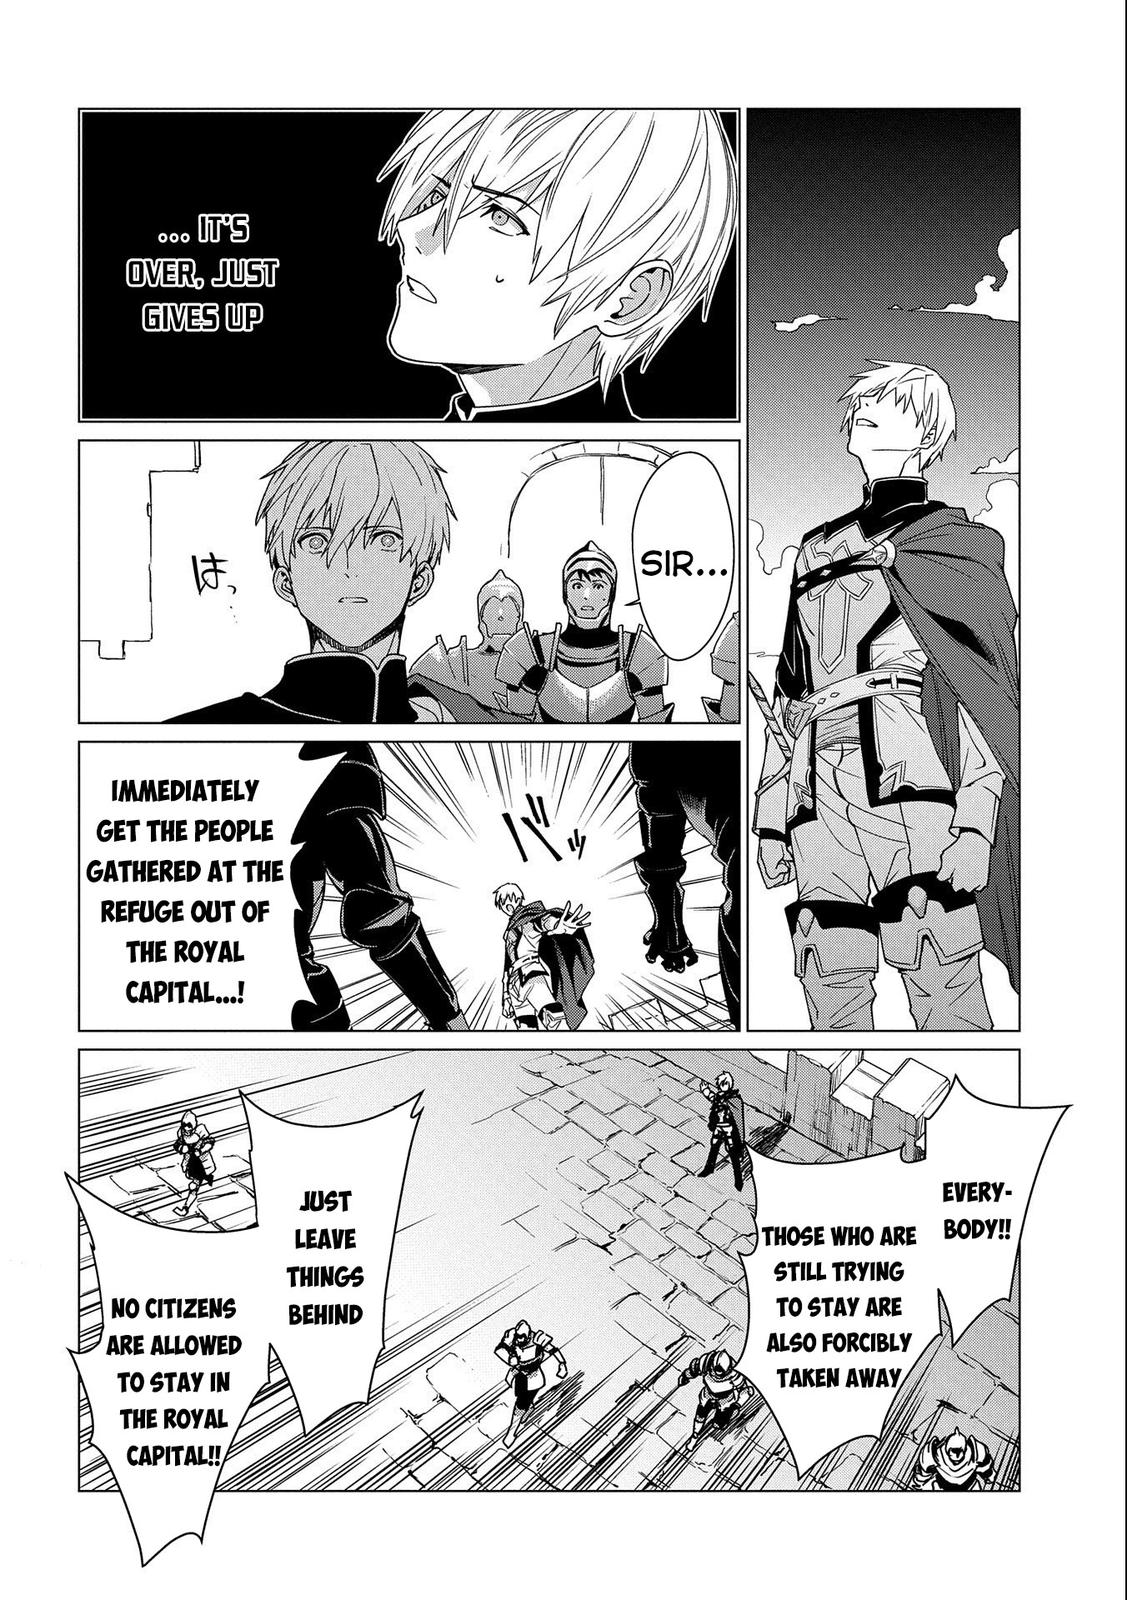 ... IT'S
OVER, JUST
GIVES UP
SIR...
はっ
IMMEDIATELY
GET THE PEOPLE
GATHERED AT THE
REFUGE OUT OF
THE ROYAL
CAPITAL...!
バッ
EVERY-
BODY!!
THOSE WHO ARE
STILL TRYING
TO STAY ARE
ALSO FORCIBLY
TAKEN AWAY
JUST
LEAVE
THINGS
BEHIND
NO CITIZENS
ARE ALLOWED
TO STAY IN
THE ROYAL
CAPITAL!!